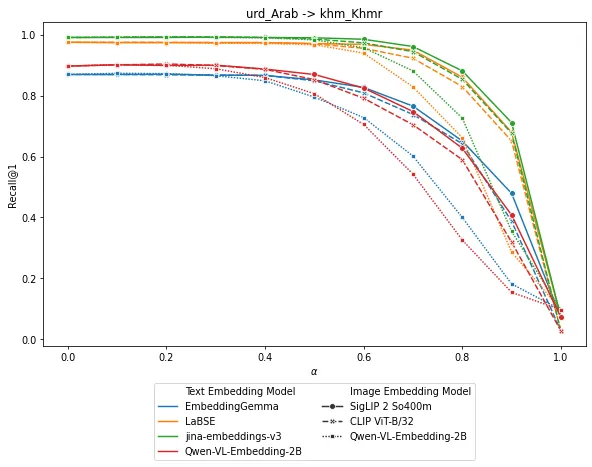 urd_Arab -> khm_Khmr
Recall@1
1.0
0.8
0.6
0.4
0.2
0.0
0.0 0.2 0.4 0.6 0.8 1.0
α
Text Embedding Model
EmbeddingGemma
LaBSE
jina-embeddings-v3
Qwen-VL-Embedding-2B
Image Embedding Model
SigLIP 2 So400m
CLIP ViT-B/32
Qwen-VL-Embedding-2B